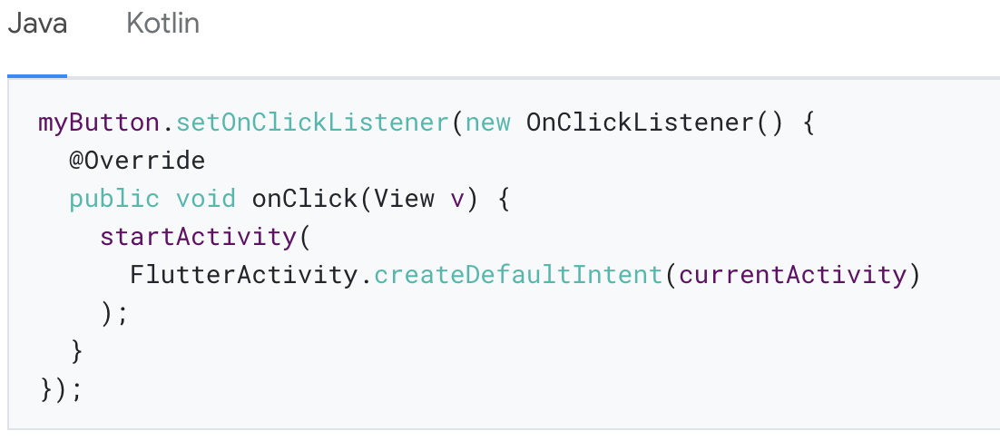 Java Kotlin
myButton.setOnClickListener(new OnClickListener() {
  @Override
  public void onClick(View v) {
    startActivity(
      FlutterActivity.createDefaultIntent(currentActivity)
    );
  }
});